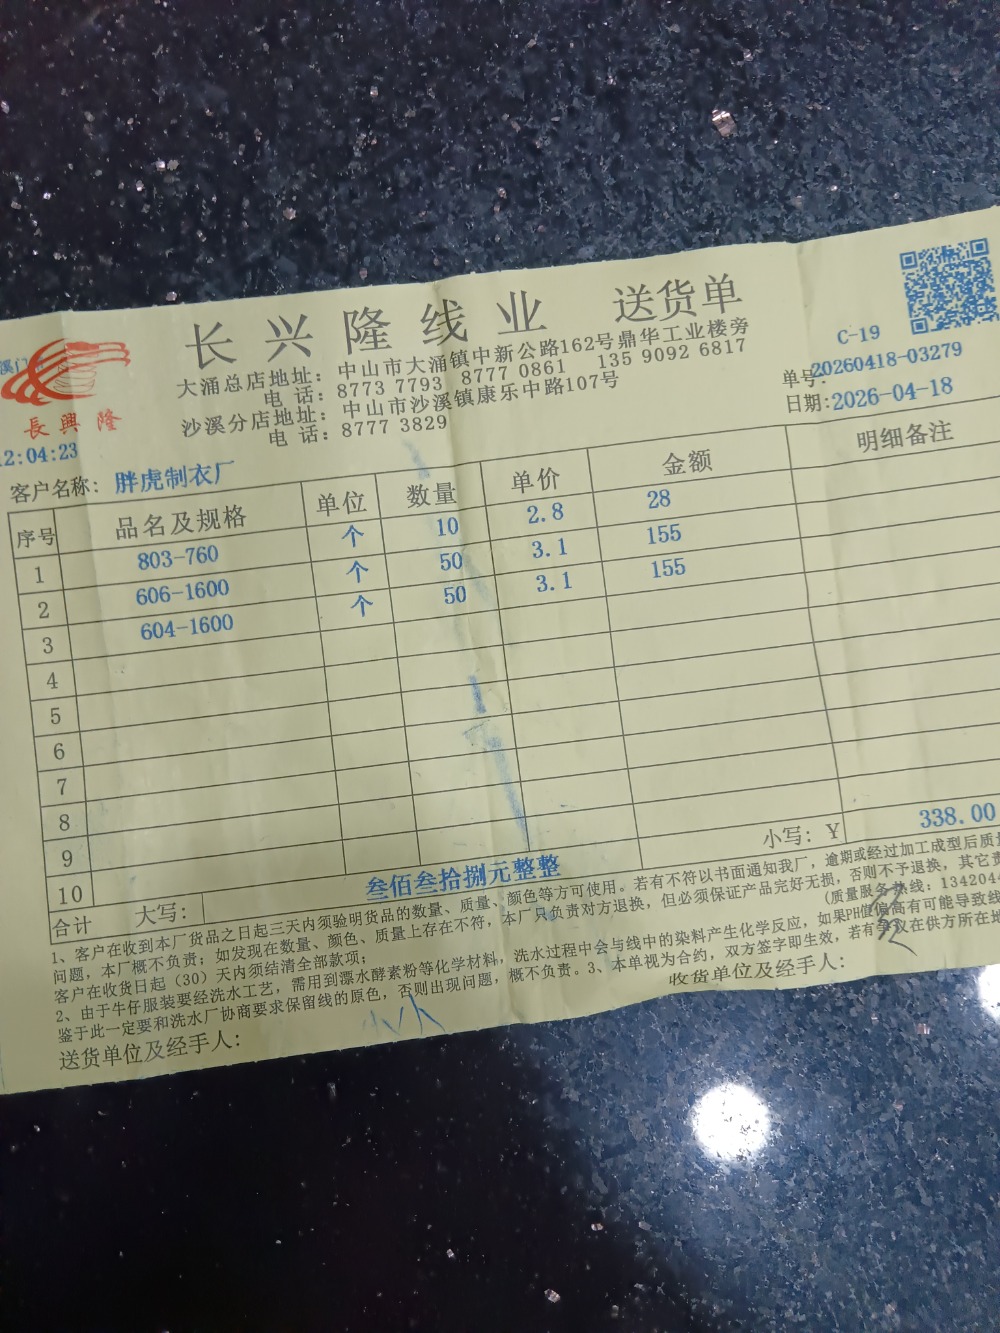 长兴隆线业 送货单
大涌总店地址：中山市大涌镇中新公路162号鼎华工业楼旁
电 话：8773 7793 8777 0861 135 9092 6817
沙溪分店地址：中山市沙溪镇康乐中路107号
电 话：8777 3829
C-19
单号:20260418-03279
日期:2026-04-18
溪门
長興隆
2:04:23
客户名称：胖虎制衣厂
序号 品名及规格 单位 数量 单价 金额 明细备注
1 803-760 个 10 2.8 28
2 606-1600 个 50 3.1 155
3 604-1600 个 50 3.1 155
4
5
6
7
8
9
10
小写：¥ 338.00
合计 大写：叁佰叁拾捌元整整
1、客户在收到本厂货品之日起三天内须验明货品的数量、质量、颜色等方可使用。若有不符以书面通知我厂，逾期或经过加工成型后质量
问题，本厂概不负责；如发现在数量、颜色、质量上存在不符，本厂只负责对方退换，但必须保证产品完好无损，否则不予退换，其它责
客户在收货日起（30）天内须结清全部款项； (质量服务热线：1342044
2、由于牛仔服装要经洗水工艺，需用到漂水酵素粉等化学材料，洗水过程中会与线中的染料产生化学反应，如果PH值偏高有可能导致线
鉴于此一定要和洗水厂协商要求保留线的原色，否则出现问题，概不负责。3、本单视为合约，双方签字即生效，若有争议在供方所在地
送货单位及经手人： 收货单位及经手人：